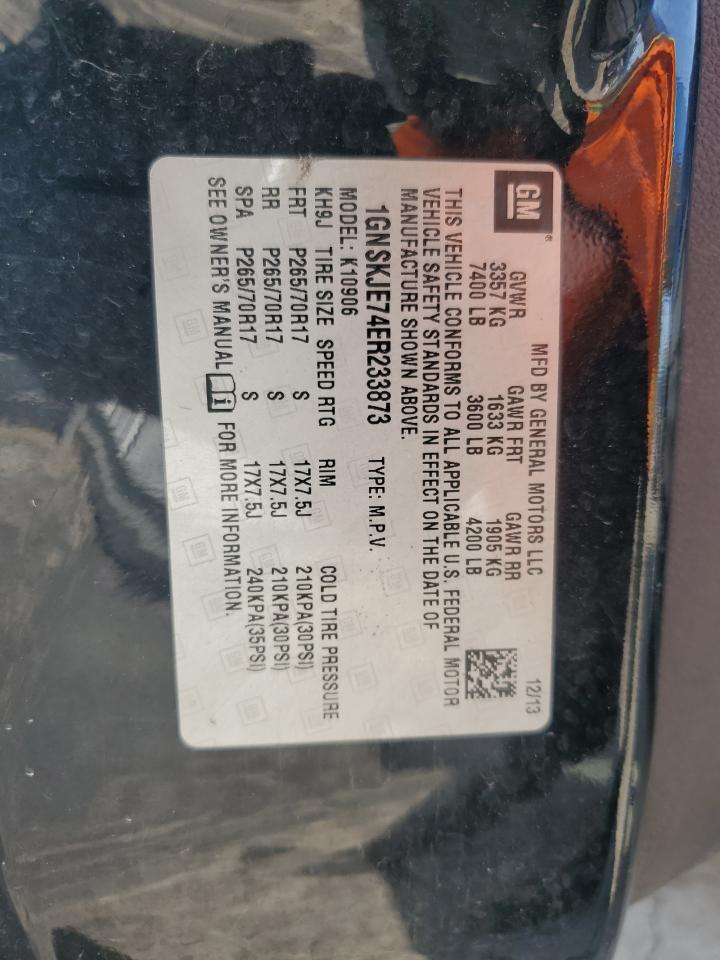 GM®
MFD BY GENERAL MOTORS LLC 12/13
GVWR GAWR FRT GAWR RR
3357 KG 1633 KG 1905 KG
7400 LB 3600 LB 4200 LB
THIS VEHICLE CONFORMS TO ALL APPLICABLE U.S. FEDERAL MOTOR
VEHICLE SAFETY STANDARDS IN EFFECT ON THE DATE OF
MANUFACTURE SHOWN ABOVE.
1GNSKJE74ER233873 TYPE: M.P.V.
MODEL: K10906
KH9J TIRE SIZE SPEED RTG RIM COLD TIRE PRESSURE
FRT P265/70R17 S 17X7.5J 210KPA(30PSI)
RR P265/70R17 S 17X7.5J 210KPA(30PSI)
SPA P265/70R17 S 17X7.5J 240KPA(35PSI)
SEE OWNER'S MANUAL FOR MORE INFORMATION.